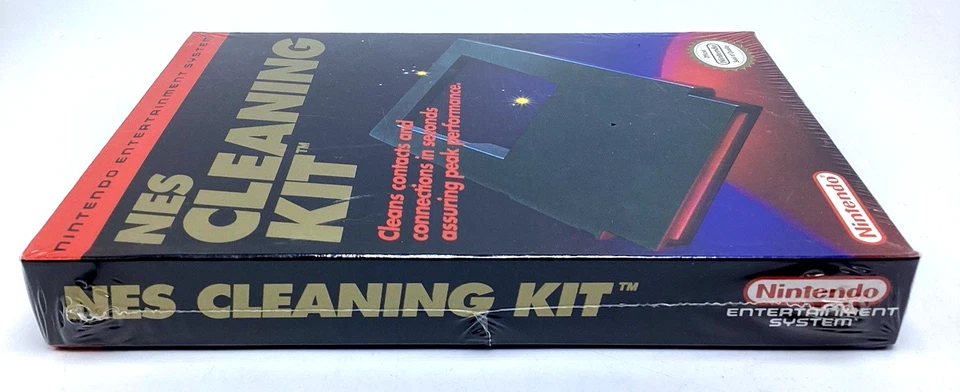 NINTENDO ENTERTAINMENT SYSTEM
NES
CLEANING
KIT™
Cleans contacts and
connections in seconds
assuring peak performance.
Nintendo
Nintendo
NES CLEANING KIT™
Nintendo
ENTERTAINMENT
SYSTEM